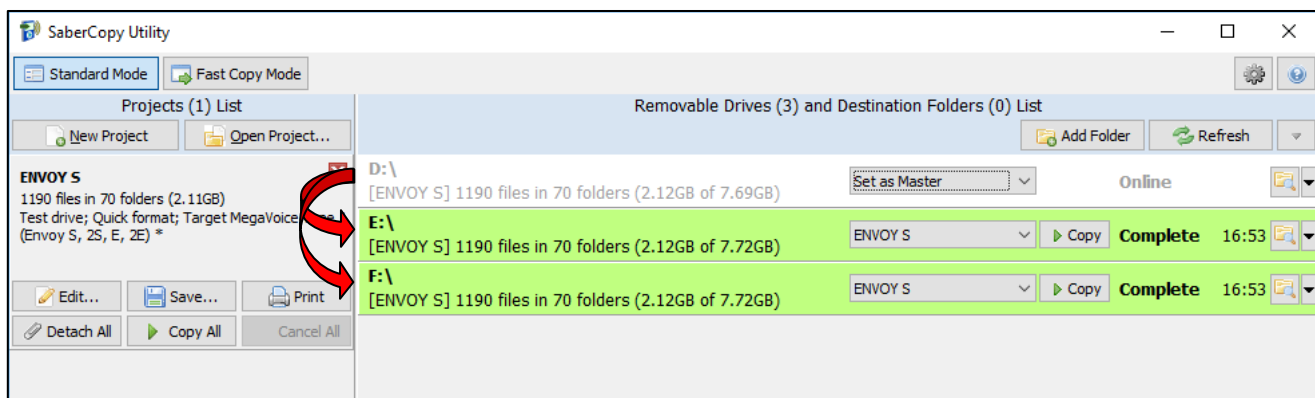 SaberCopy Utility
Standard Mode Fast Copy Mode
Projects (1) List
Removable Drives (3) and Destination Folders (0) List
New Project Open Project...
Add Folder Refresh
ENVOY S
1190 files in 70 folders (2.11GB)
Test drive; Quick format; Target MegaVoice
(Envoy S, 2S, E, 2E) *
Edit... Save... Print
Detach All Copy All Cancel All
D:\
[ENVOY S] 1190 files in 70 folders (2.12GB of 7.69GB)
Set as Master Online
E:\
[ENVOY S] 1190 files in 70 folders (2.12GB of 7.72GB)
ENVOY S Copy Complete 16:53
F:\
[ENVOY S] 1190 files in 70 folders (2.12GB of 7.72GB)
ENVOY S Copy Complete 16:53